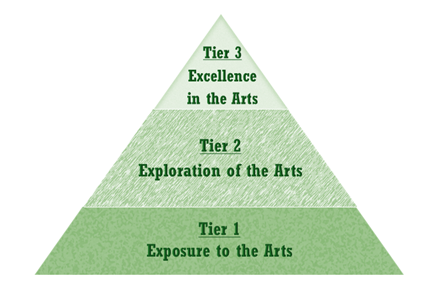 Tier 3
Excellence
in the Arts
Tier 2
Exploration of the Arts
Tier 1
Exposure to the Arts